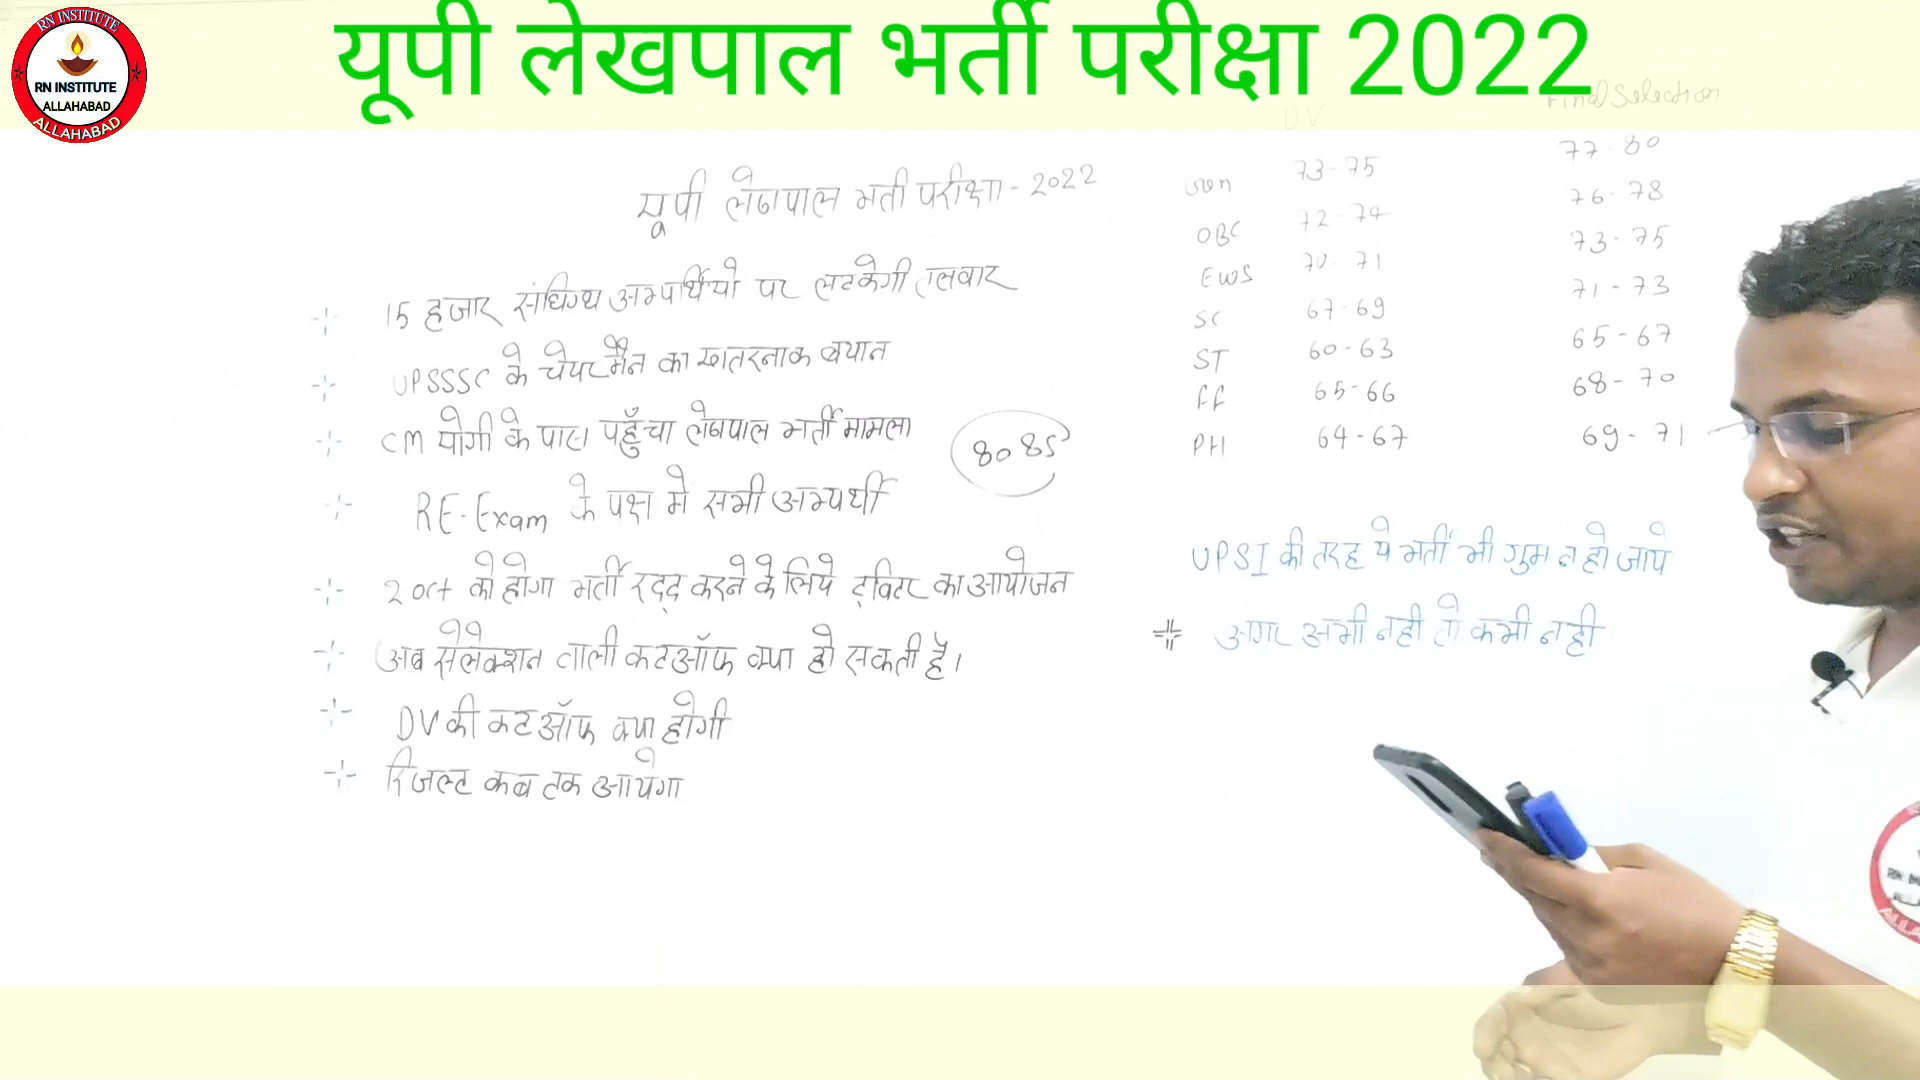 RN INSTITUTE
RN INSTITUTE
ALLAHABAD
ALLAHABAD
यूपी लेखपाल भर्ती परीक्षा 2022
यूपी लेखपाल भर्ती परीक्षा - 2022
15 हजार संधिग्ध अभ्यर्थियो पर लटकेगी तलवार
UPSSSC के चेयरमैन का खतरनाक बयान
CM योगी के पास पहुँचा लेखपाल भर्ती मामला
80 85
RE-Exam के पक्ष मे सभी अभ्यर्थी
2 oct को होगा भर्ती रद्द करने के लिये ट्विटर का आयोजन
अब सेलेक्शन वाली कटऑफ क्या हो सकती है।
DV की कटऑफ क्या होगी
रिजल्ट कब तक आयेगा
DV Final Selection
Gen 73-75 77-80
OBC 72-74 76-78
EWS 70-71 73-75
SC 67-69 71-73
ST 60-63 65-67
FF 65-66 68-70
PH 64-67 69-71
UPSI की तरह ये भर्ती भी गुम न हो जाये
अगर अभी नही तो कभी नही